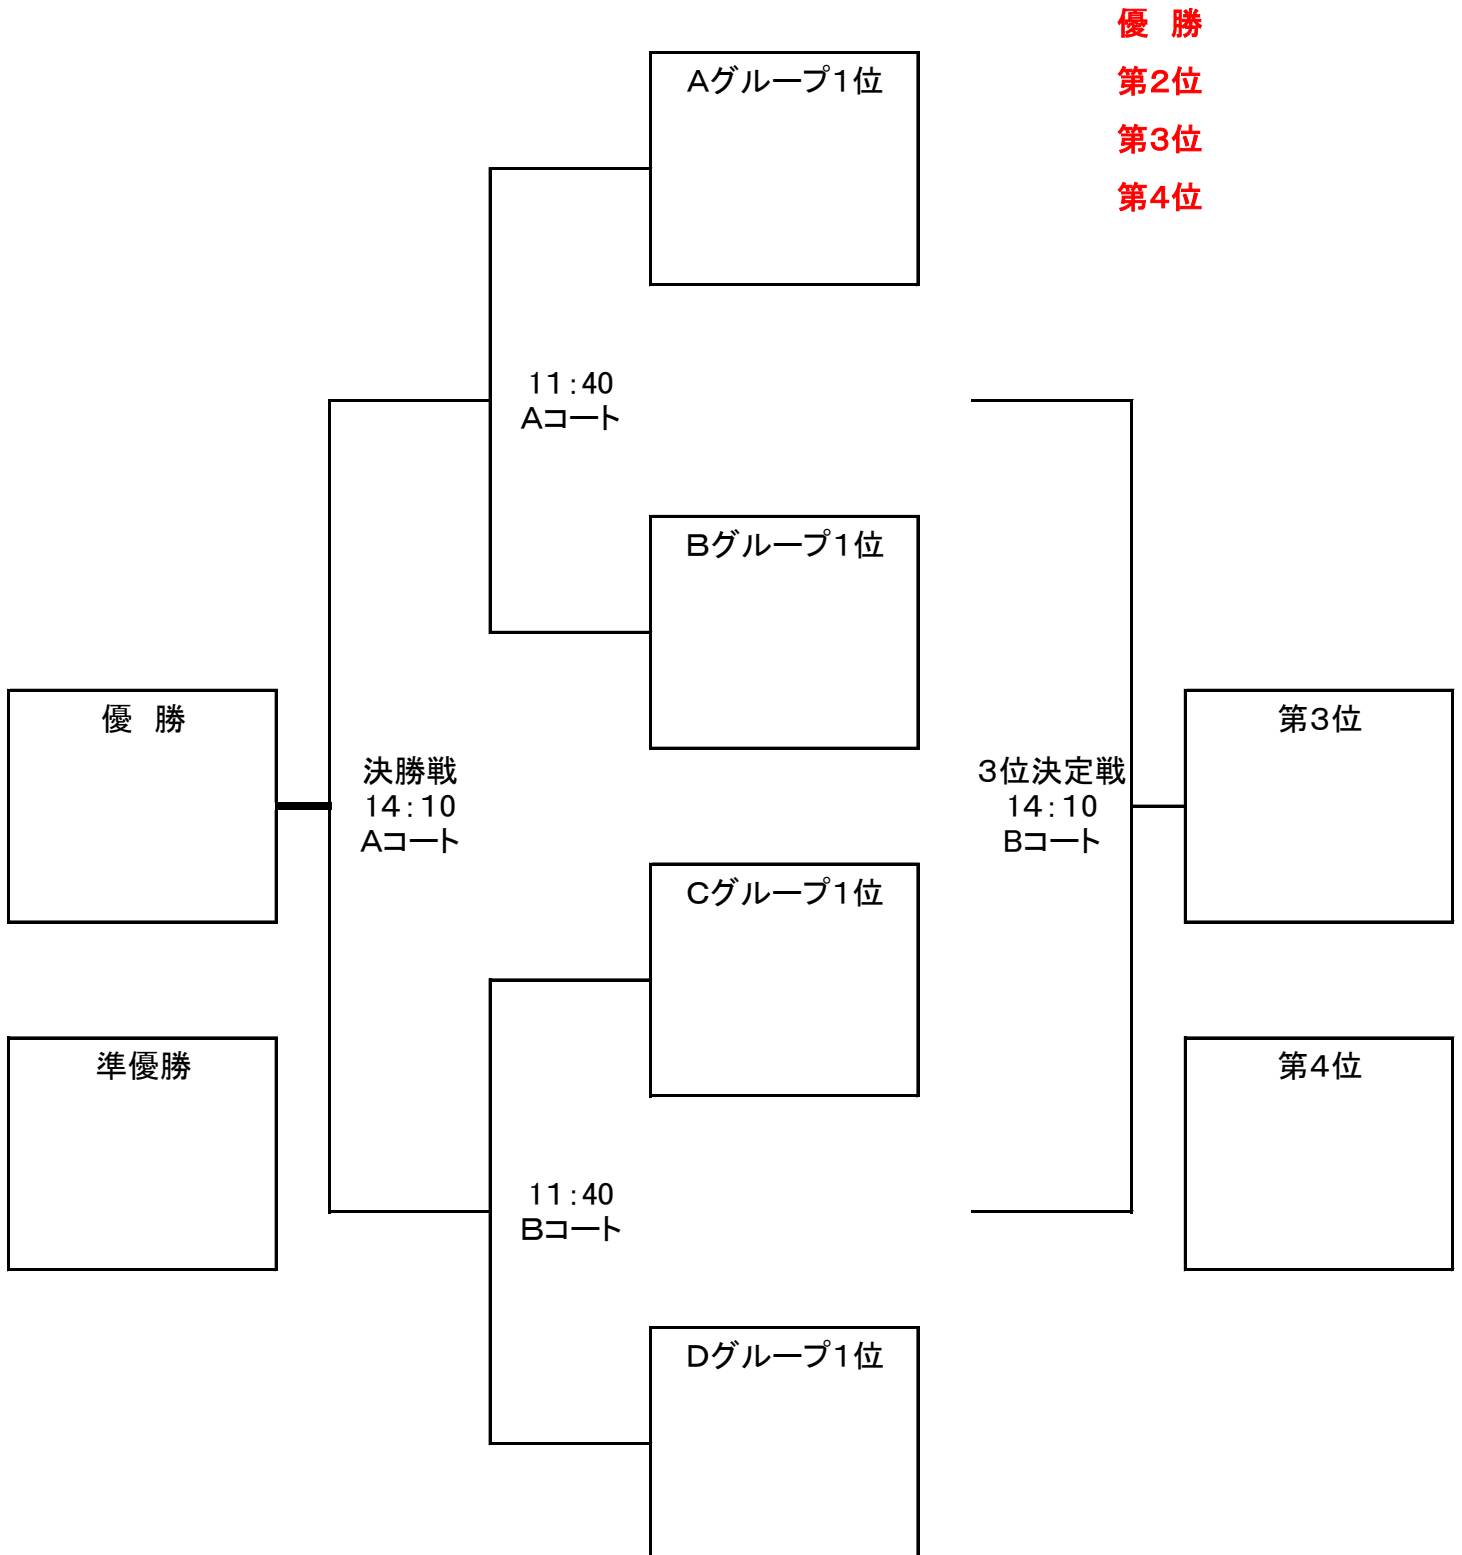 優　勝
第2位
第3位
第4位
Aグループ1位
11:40
Aコート
Bグループ1位
優　勝
決勝戦
14:10
Aコート
3位決定戦
14:10
Bコート
第3位
Cグループ1位
準優勝
第4位
11:40
Bコート
Dグループ1位